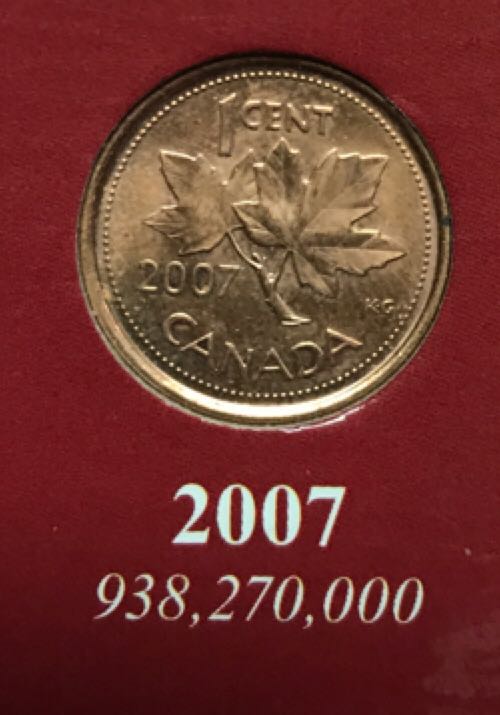 1 CENT
2007
KG
CANADA
2007
938,270,000